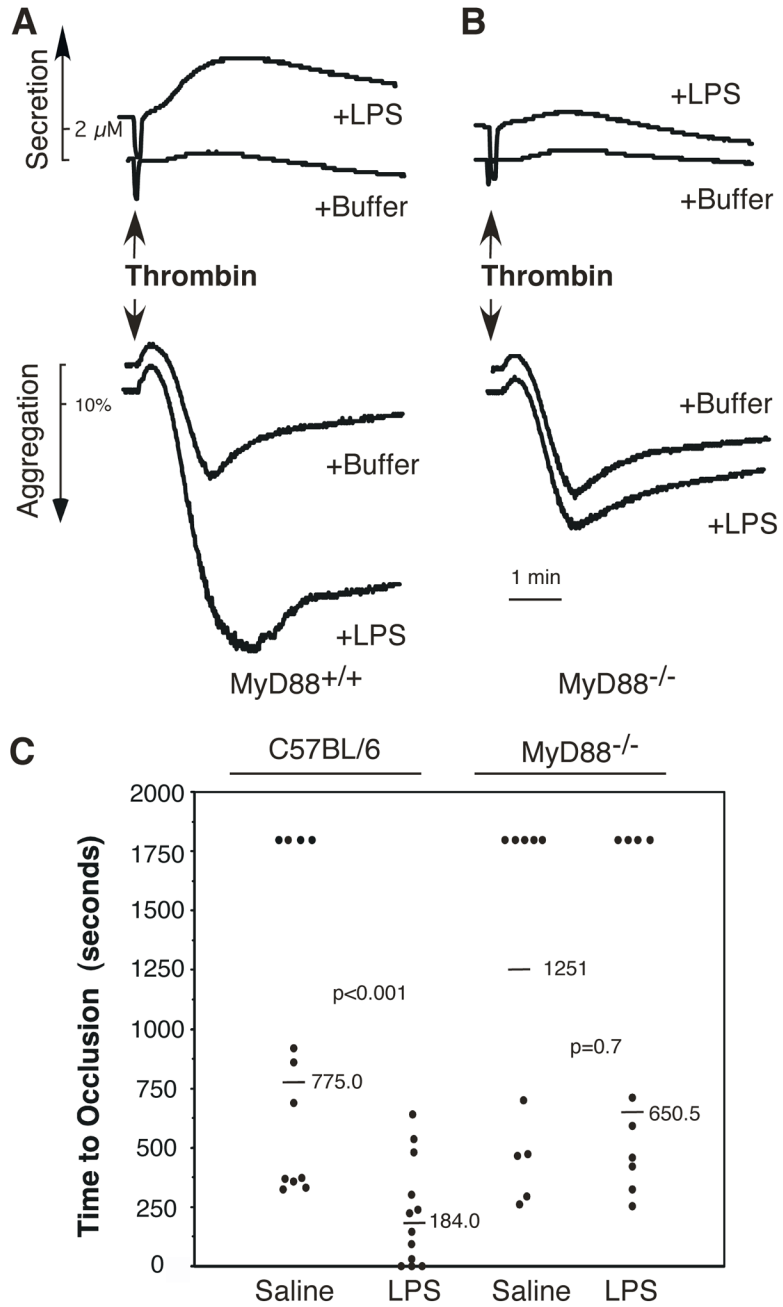 A
B
Secretion
2 µM
+LPS
+LPS
+Buffer
+Buffer
Thrombin
Thrombin
Aggregation
10%
+Buffer
+Buffer
+LPS
1 min
+LPS
MyD88+/+
MyD88-/-
C
C57BL/6
MyD88-/-
Time to Occlusion (seconds)
2000
1750
1500
1250
1251
p<0.001
1000
p=0.7
775.0
750
650.5
500
250
184.0
0
Saline LPS Saline LPS